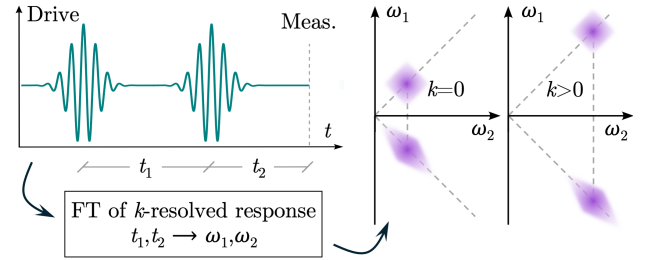 Drive
Meas.
t
t₁
t₂
FT of k-resolved response
t₁,t₂ → ω₁,ω₂
ω₁
k=0
ω₂
ω₁
k>0
ω₂